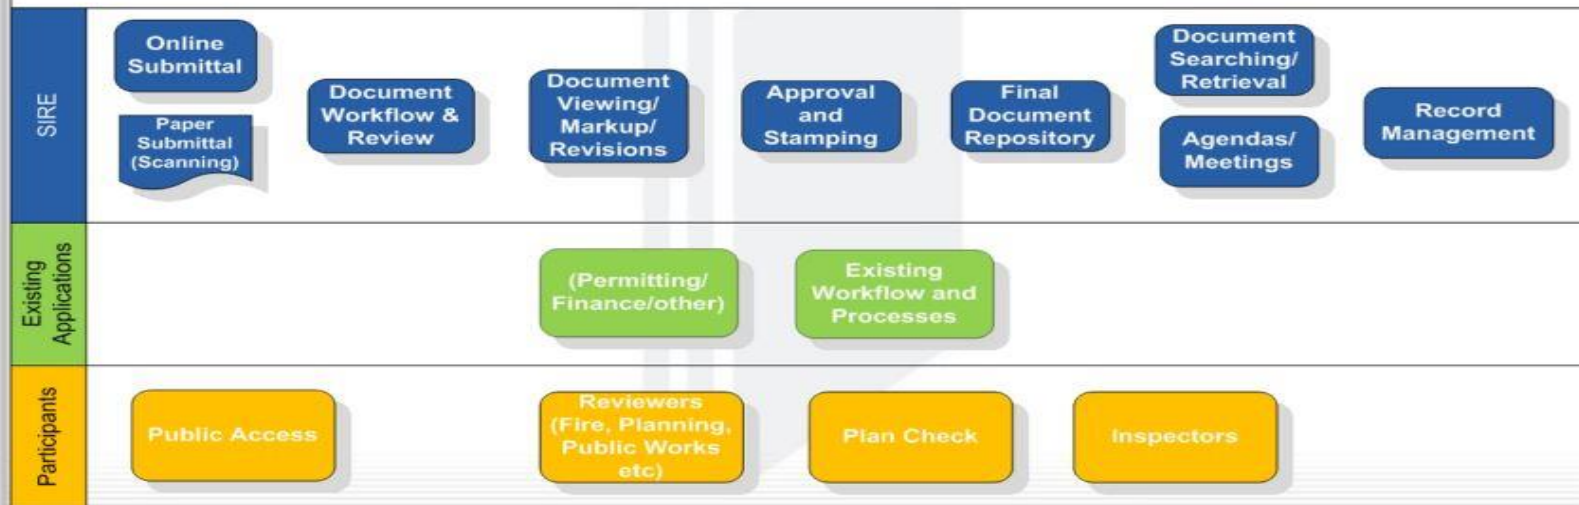 SIRE
Online
Submittal
Paper
Submittal
(Scanning)
Document
Workflow &
Review
Document
Viewing/
Markup/
Revisions
Approval
and
Stamping
Final
Document
Repository
Document
Searching/
Retrieval
Agendas/
Meetings
Record
Management
Existing
Applications
(Permitting/
Finance/other)
Existing
Workflow and
Processes
Participants
Public Access
Reviewers
(Fire, Planning,
Public Works
etc)
Plan Check
Inspectors